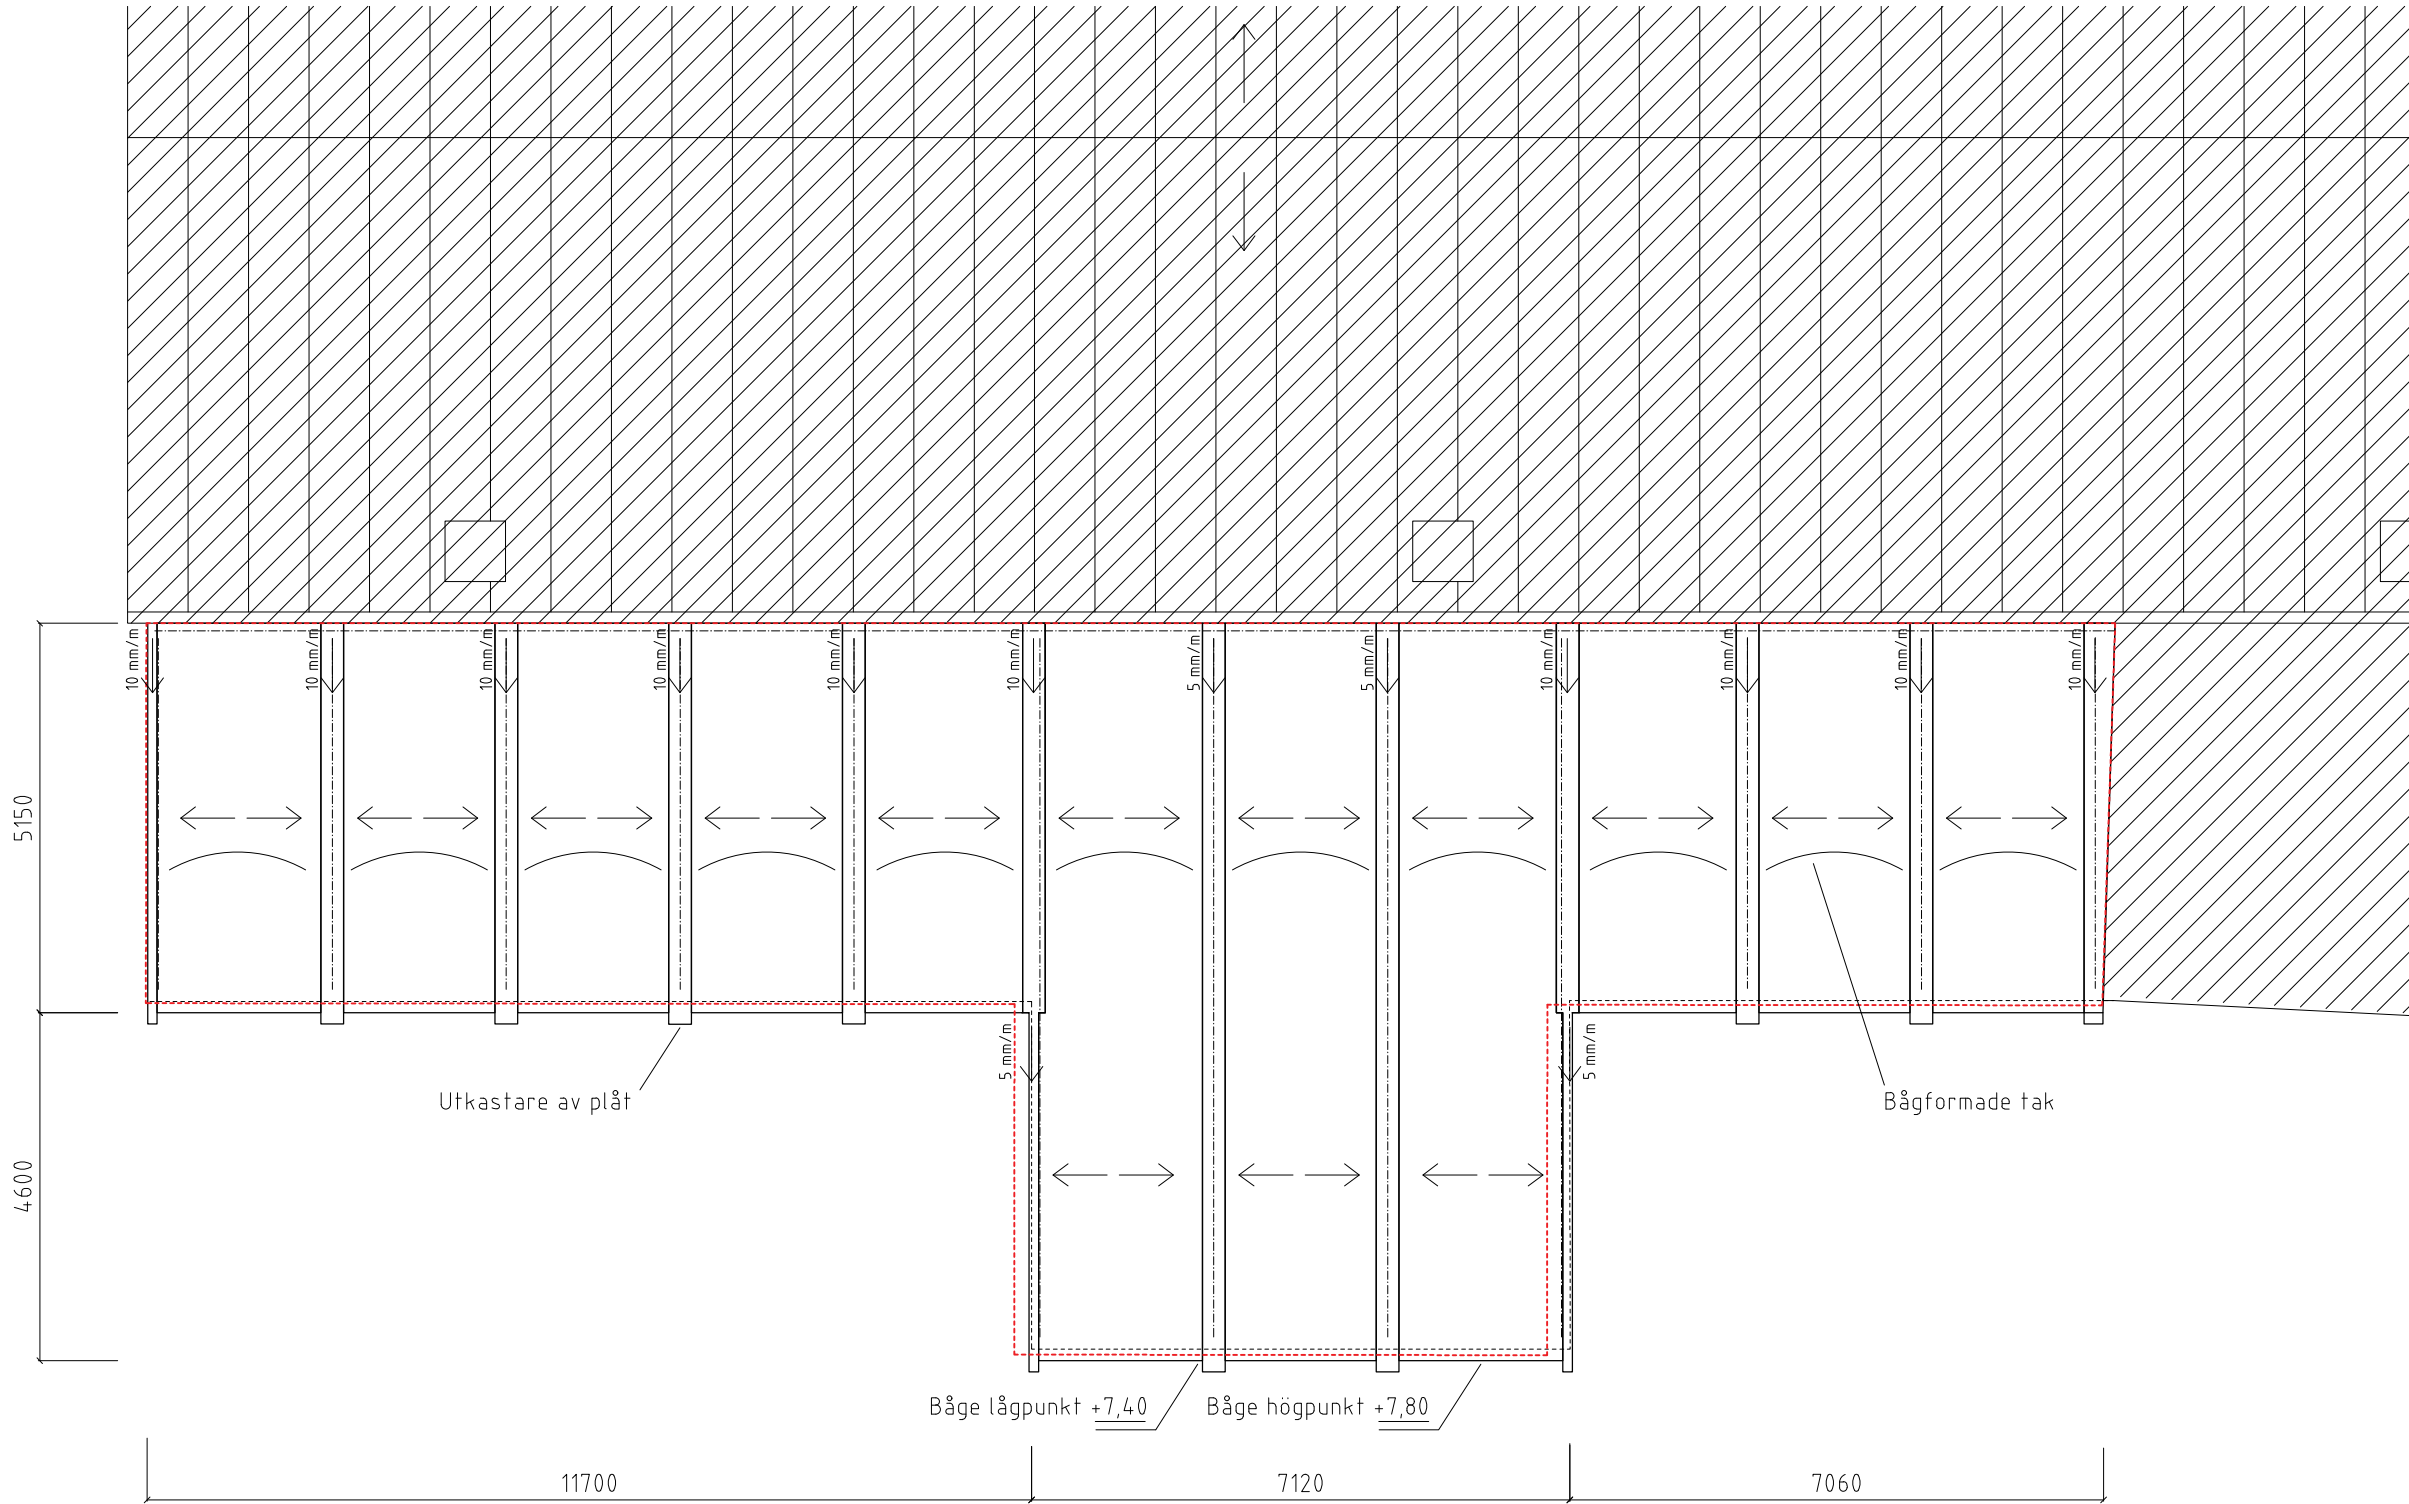 10 mm/m
10 mm/m
10 mm/m
10 mm/m
10 mm/m
10 mm/m
5 mm/m
5 mm/m
10 mm/m
10 mm/m
10 mm/m
10 mm/m
5150
5 mm/m
5 mm/m
Utkastare av plåt
Bågformade tak
4600
Båge lågpunkt +7,40
Båge högpunkt +7,80
11700
7120
7060